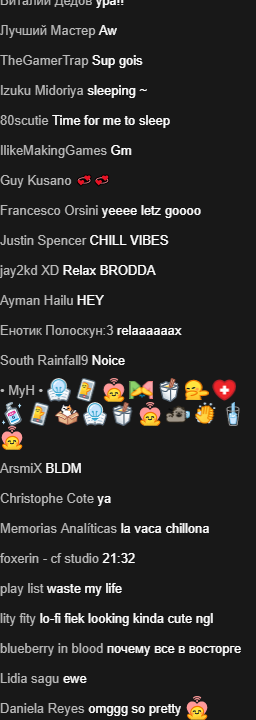 Виталий Дедов ура!!
Лучший Мастер Aw
TheGamerTrap Sup gois
Izuku Midoriya sleeping ~
80scutie Time for me to sleep
IlikeMakingGames Gm
Guy Kusano
Francesco Orsini yeeee letz goooo
Justin Spencer CHILL VIBES
jay2kd XD Relax BRODDA
Ayman Hailu HEY
Енотик Полоскун:3 relaaaaaax
South Rainfall9 Noice
• MyH •
ArsmiX BLDM
Christophe Cote ya
Memorias Analíticas la vaca chillona
foxerin - cf studio 21:32
play list waste my life
lity fity lo-fi fiek looking kinda cute ngl
blueberry in blood почему все в восторге
Lidia sagu ewe
Daniela Reyes omggg so pretty